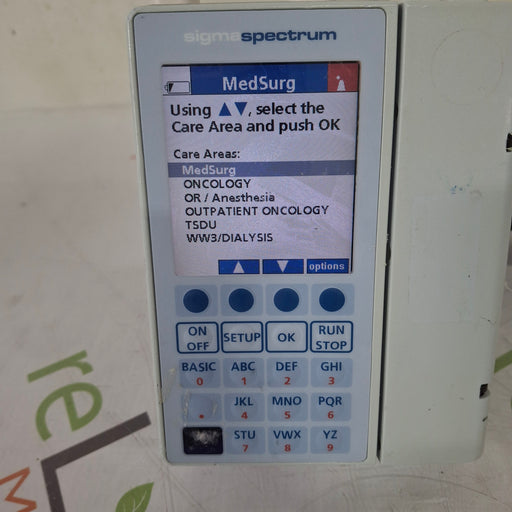 sigmaspectrum
MedSurg
Using ▲▼, select the
Care Area and push OK
Care Areas:
MedSurg
ONCOLOGY
OR / Anesthesia
OUTPATIENT ONCOLOGY
TSDU
WW3/DIALYSIS
▲ ▼ options
ON OFF SETUP OK RUN STOP
BASIC 0 ABC 1 DEF 2 GHI 3
. JKL 4 MNO 5 PQR 6
STU 7 VWX 8 YZ 9
re